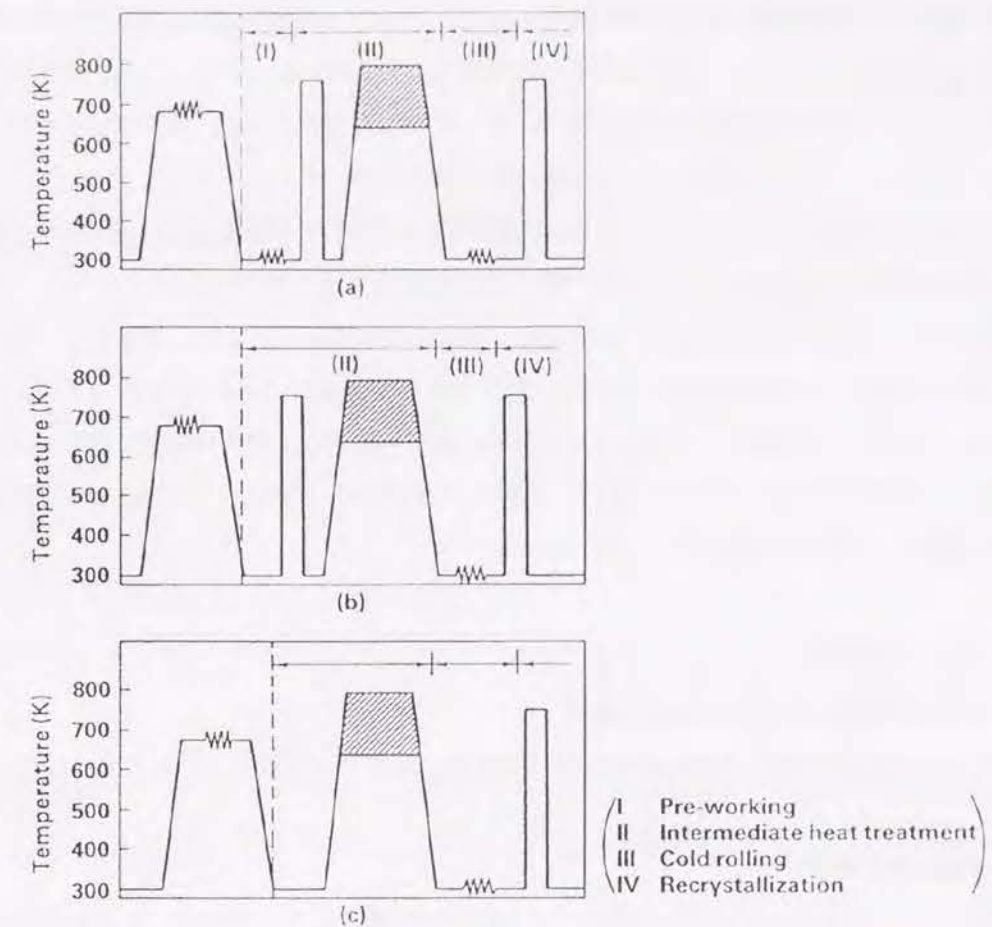 (I) (II) (III) (IV)
Temperature (K)
800
700
600
500
400
300
(a)
(II) (III) (IV)
Temperature (K)
800
700
600
500
400
300
(b)
Temperature (K)
800
700
600
500
400
300
(c)
I Pre-working
II Intermediate heat treatment
III Cold rolling
IV Recrystallization